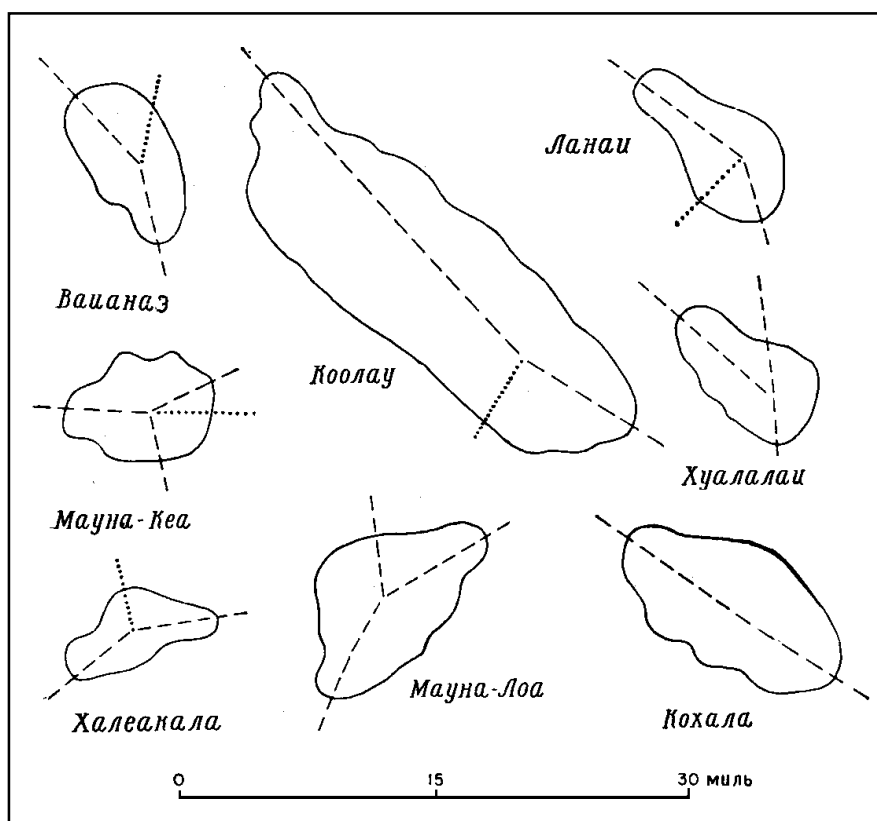 Ланаи
Ваианаэ
Коолау
Хуалалаи
Мауна-Кеа
Мауна-Лоа
Кохала
Халеакала
0 15 30 миль